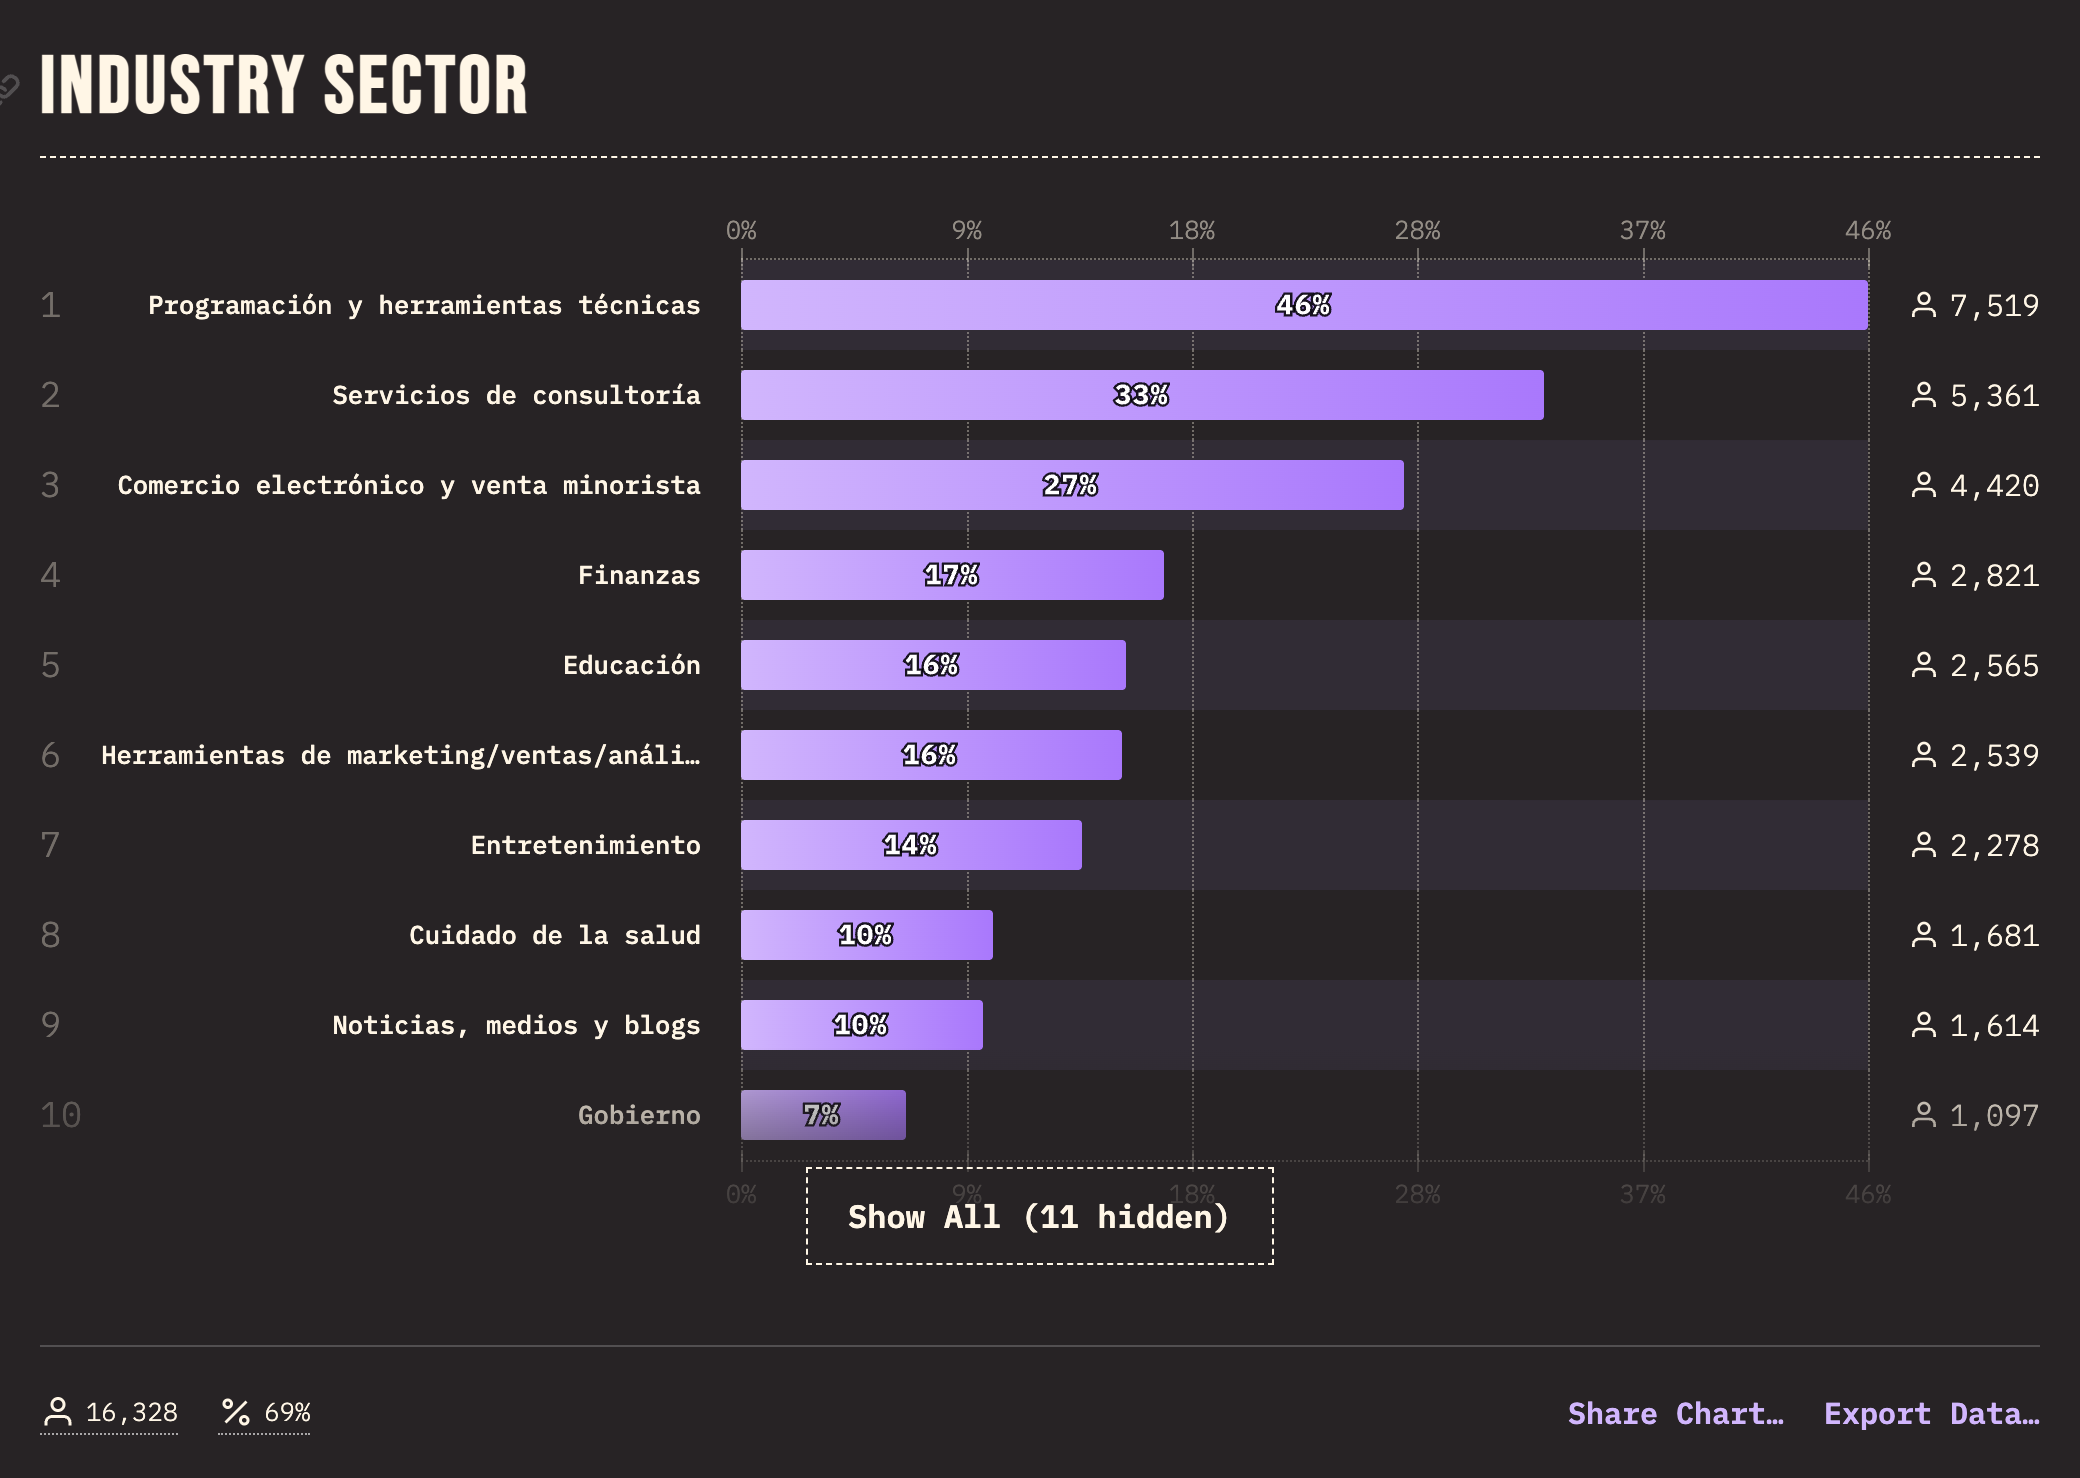 INDUSTRY SECTOR
0% 9% 18% 28% 37% 46%
1 Programación y herramientas técnicas 46% 7,519
2 Servicios de consultoría 33% 5,361
3 Comercio electrónico y venta minorista 27% 4,420
4 Finanzas 17% 2,821
5 Educación 16% 2,565
6 Herramientas de marketing/ventas/análi… 16% 2,539
7 Entretenimiento 14% 2,278
8 Cuidado de la salud 10% 1,681
9 Noticias, medios y blogs 10% 1,614
10 Gobierno 7% 1,097
0% 9% 18% 28% 37% 46%
Show All (11 hidden)
16,328 69% Share Chart… Export Data…